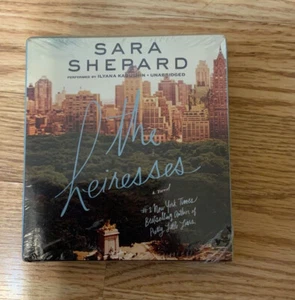 SARA
SHEPARD
PERFORMED BY ILYANA KADUSHIN • UNABRIDGED
the
heiresses
a novel
#1 New York Times
Bestselling Author of
Pretty Little Liars